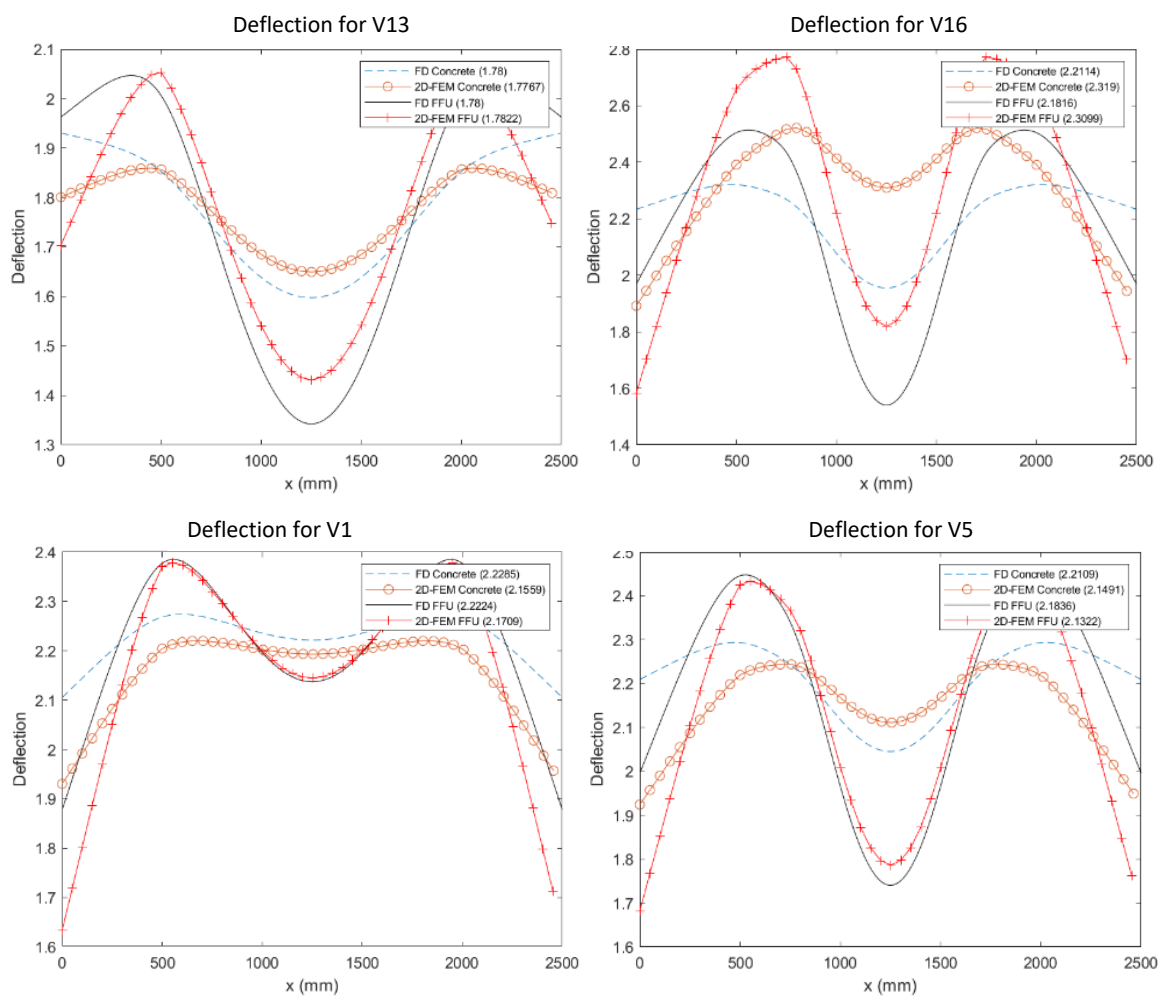 Deflection for V13
2.1
2
1.9
1.8
1.7
1.6
1.5
1.4
1.3
Deflection
0
500
1000
1500
2000
2500
x (mm)
FD Concrete (1.78)
2D-FEM Concrete (1.7767)
FD FFU (1.78)
2D-FEM FFU (1.7822)
Deflection for V16
2.8
2.6
2.4
2.2
2
1.8
1.6
1.4
Deflection
0
500
1000
1500
2000
2500
x (mm)
FD Concrete (2.2114)
2D-FEM Concrete (2.319)
FD FFU (2.1816)
2D-FEM FFU (2.3099)
Deflection for V1
2.4
2.3
2.2
2.1
2
1.9
1.8
1.7
1.6
Deflection
0
500
1000
1500
2000
2500
x (mm)
FD Concrete (2.2285)
2D-FEM Concrete (2.1559)
FD FFU (2.2224)
2D-FEM FFU (2.1709)
Deflection for V5
2.5
2.4
2.3
2.2
2.1
2
1.9
1.8
1.7
1.6
Deflection
0
500
1000
1500
2000
2500
x (mm)
FD Concrete (2.2109)
2D-FEM Concrete (2.1491)
FD FFU (2.1836)
2D-FEM FFU (2.1322)